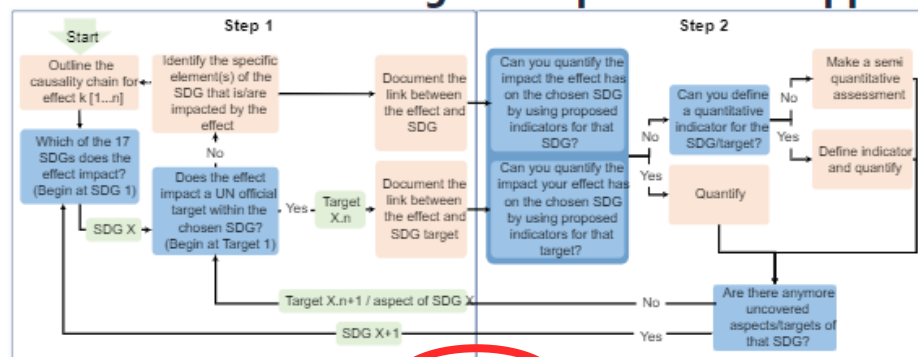 Step 1
Step 2
Start
Outline the
causality chain for
effect k [1...n]
Identify the specific
element(s) of the
SDG that is/are
impacted by the
effect
Document the
link between
the effect and
SDG
Can you quantify the
impact the effect has
on the chosen SDG
by using proposed
indicators for that
SDG?
Make a semi
quantitative
assessment
Can you define
a quantitative
indicator for the
SDG/target?
No
Yes
No
Yes
Define indicator
and quantify
Which of the 17
SDGs does the
effect impact?
(Begin at SDG 1)
No
Does the effect
impact a UN official
target within the
chosen SDG?
(Begin at Target 1)
SDG X
Yes
Target
X.n
Document the
link between
the effect and
SDG target
Can you quantify the
impact your effect has
on the chosen SDG
by using proposed
indicators for that
target?
Quantify
Target X.n+1 / aspect of SDG X
No
Are there anymore
uncovered
aspects/targets of
that SDG?
SDG X+1
Yes